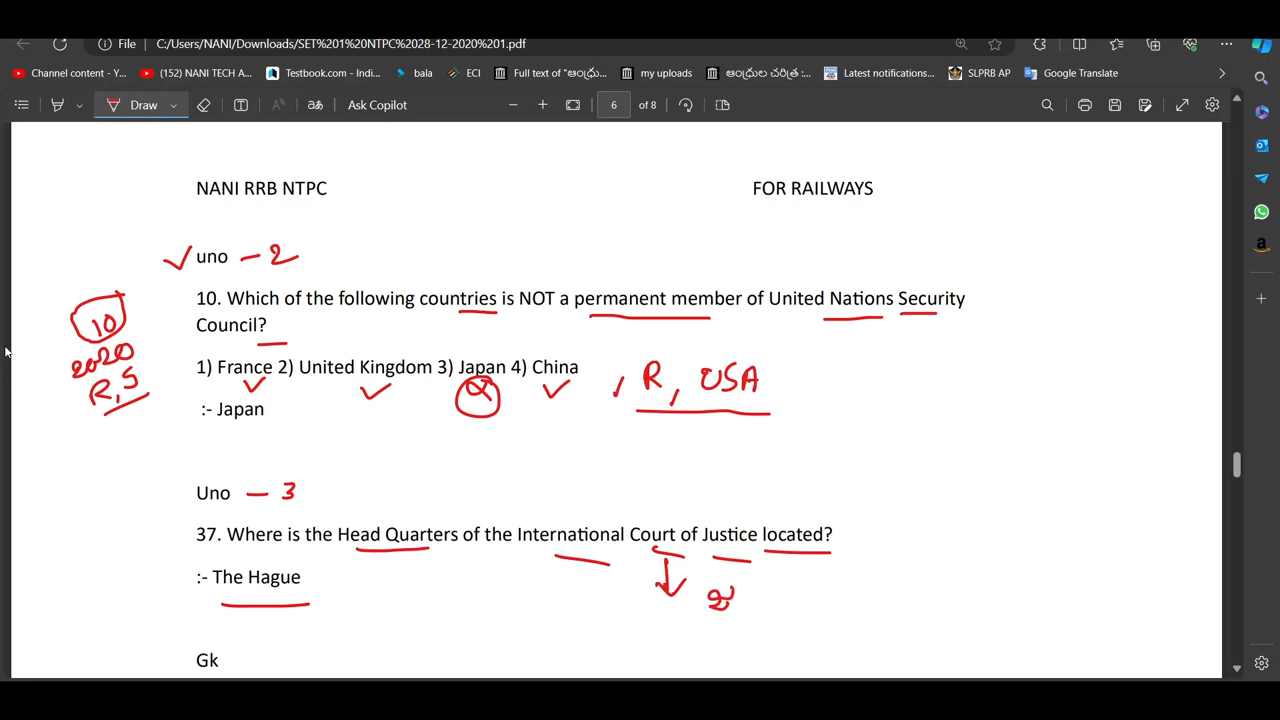 File C:/Users/NANI/Downloads/SET%201%20NTPC%2028-12-2020%201.pdf
Channel content - Y... (152) NANI TECH A... Testbook.com - Indi... bala ECI Full text of "ఆంధ్రు... my uploads ఆంధ్రుల చరిత్ర :... Latest notifications... SLPRB AP Google Translate
Draw Ask Copilot 6 of 8
NANI RRB NTPC FOR RAILWAYS
uno - 2
10. Which of the following countries is NOT a permanent member of United Nations Security
Council?
10
2020
R, S
1) France 2) United Kingdom 3) Japan 4) China , R, USA
:- Japan
Uno - 3
37. Where is the Head Quarters of the International Court of Justice located?
:- The Hague
Gk